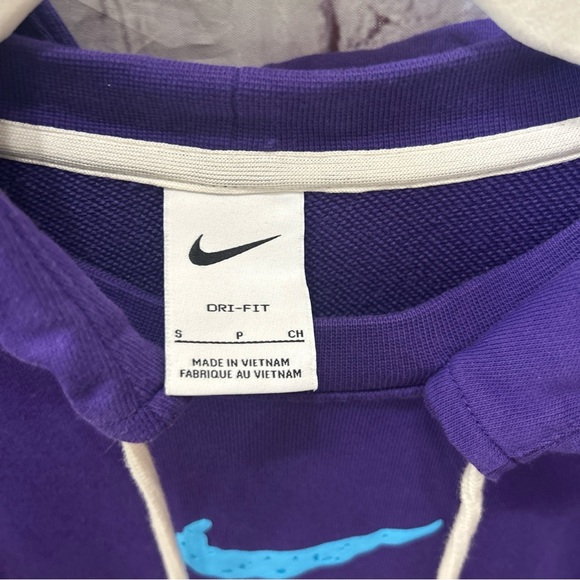 DRI-FIT
S P CH
MADE IN VIETNAM
FABRIQUE AU VIETNAM